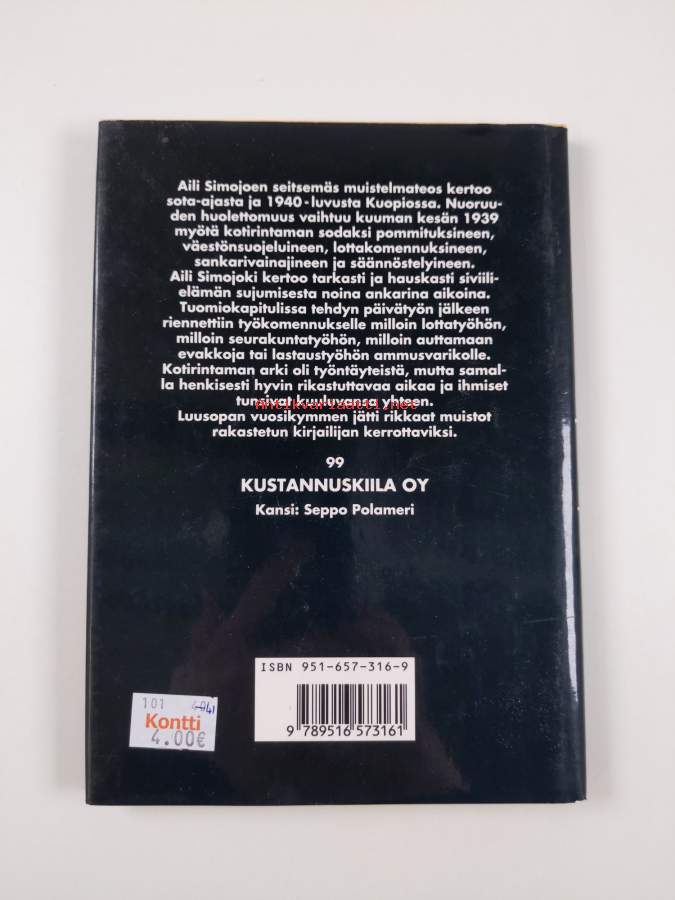 Aili Simojoen seitsemäs muistelmateos kertoo
sota-ajasta ja 1940-luvusta Kuopiossa. Nuoruu-
den huolettomuus vaihtuu kuuman kesän 1939
myötä kotirintaman sodaksi pommituksineen,
väestönsuojeluineen, lottakomennuksineen,
sankarivainajineen ja säännöstelyineen.
Aili Simojoki kertoo tarkasti ja hauskasti siviili-
elämän sujumisesta noina ankarina aikoina.
Tuomiokapitulissa tehdyn päivätyön jälkeen
riennettiin työkomennukselle milloin lottatyöhön,
milloin seurakuntatyöhön, milloin auttamaan
evakkoja tai lastaustyöhön ammusvarikolle.
Kotirintaman arki oli työntäyteistä, mutta samal-
la henkisesti hyvin rikastuttavaa aikaa ja ihmiset
tunsivat kuuluvansa yhteen.
Antikvariaatti.net
Luusopan vuosikymmen jätti rikkaat muistot
rakastetun kirjailijan kerrottaviksi.
99
KUSTANNUSKIILA OY
Kansi: Seppo Polameri
ISBN 951-657-316-9
9 789516 573161
101
Kontti
4.00€